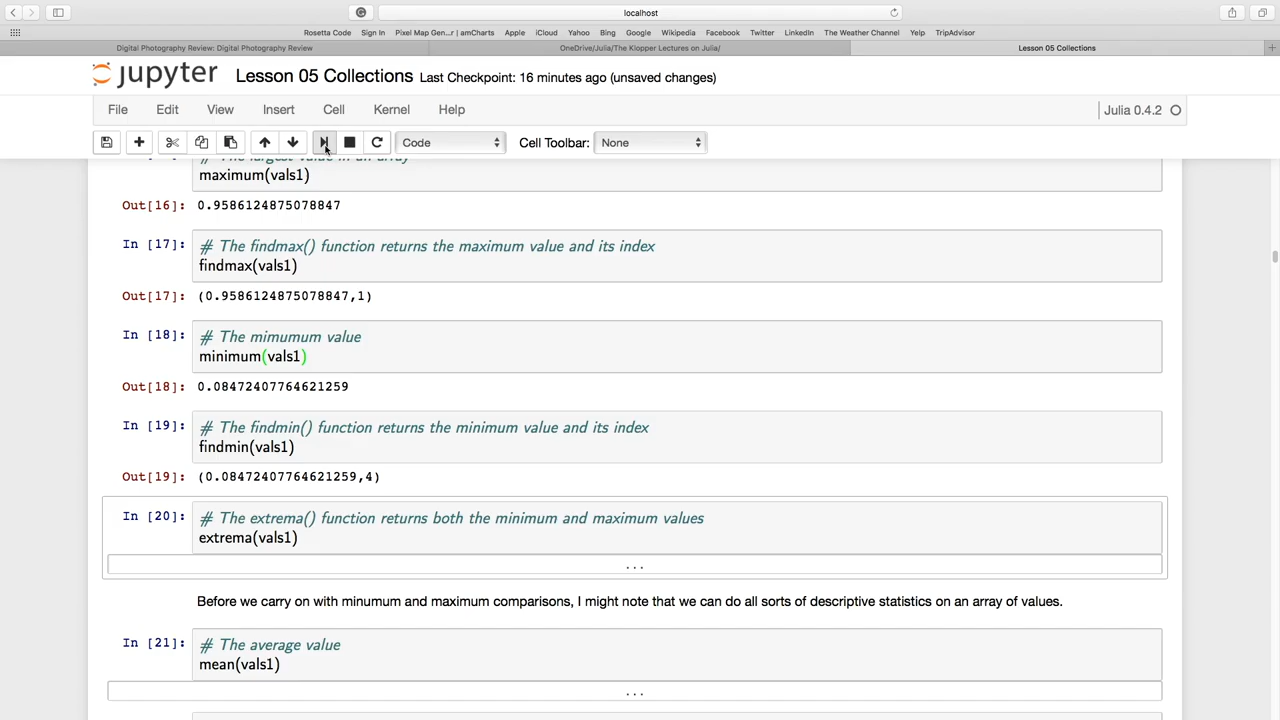 localhost
Rosetta Code Sign In Pixel Map Gen...r | amCharts Apple iCloud Yahoo Bing Google Wikipedia Facebook Twitter LinkedIn The Weather Channel Yelp TripAdvisor
Digital Photography Review: Digital Photography Review OneDrive/Julia/The Klopper Lectures on Julia/ Lesson 05 Collections
jupyter Lesson 05 Collections Last Checkpoint: 16 minutes ago (unsaved changes)
File Edit View Insert Cell Kernel Help Julia 0.4.2
Code Cell Toolbar: None
# The largest value in an array
maximum(vals1)
Out[16]: 0.9586124875078847
In [17]: # The findmax() function returns the maximum value and its index
findmax(vals1)
Out[17]: (0.9586124875078847,1)
In [18]: # The mimumum value
minimum(vals1)
Out[18]: 0.08472407764621259
In [19]: # The findmin() function returns the minimum value and its index
findmin(vals1)
Out[19]: (0.08472407764621259,4)
In [20]: # The extrema() function returns both the minimum and maximum values
extrema(vals1)
...
Before we carry on with minumum and maximum comparisons, I might note that we can do all sorts of descriptive statistics on an array of values.
In [21]: # The average value
mean(vals1)
...